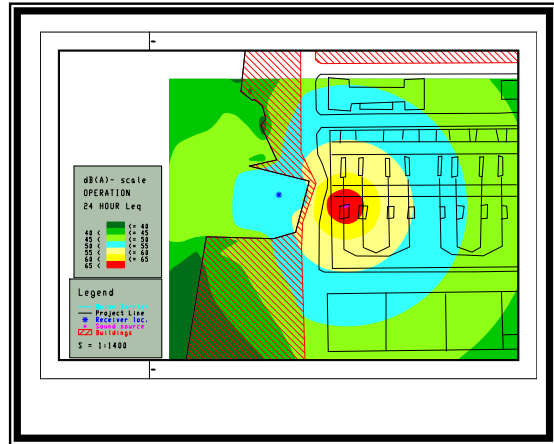 dB(A)- scale
OPERATION
24 HOUR Leq
<= 40
40 < <= 45
45 < <= 50
50 < <= 55
55 < <= 60
60 < <= 65
65 <
Legend
Project Line
Receiver loc.
Sound source
Buildings
S = 1:1400